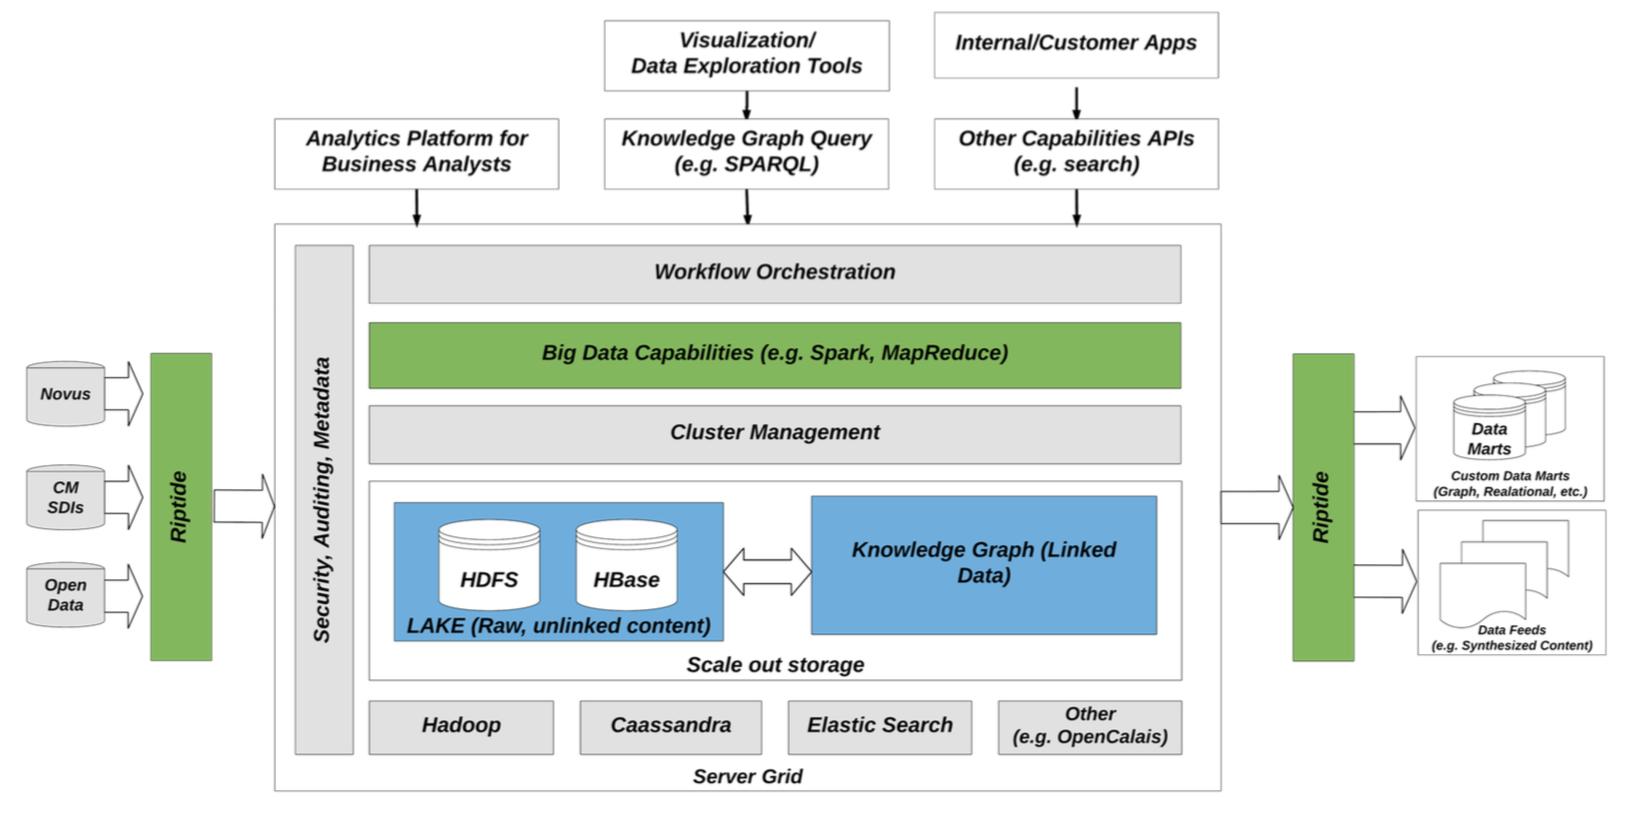 Visualization/
Data Exploration Tools
Internal/Customer Apps
Analytics Platform for
Business Analysts
Knowledge Graph Query
(e.g. SPARQL)
Other Capabilities APIs
(e.g. search)
Novus
CM
SDIs
Open
Data
Riptide
Security, Auditing, Metadata
Workflow Orchestration
Big Data Capabilities (e.g. Spark, MapReduce)
Cluster Management
HDFS
HBase
LAKE (Raw, unlinked content)
Knowledge Graph (Linked
Data)
Scale out storage
Hadoop
Caassandra
Elastic Search
Other
(e.g. OpenCalais)
Server Grid
Riptide
Data
Marts
Custom Data Marts
(Graph, Realational, etc.)
Data Feeds
(e.g. Synthesized Content)